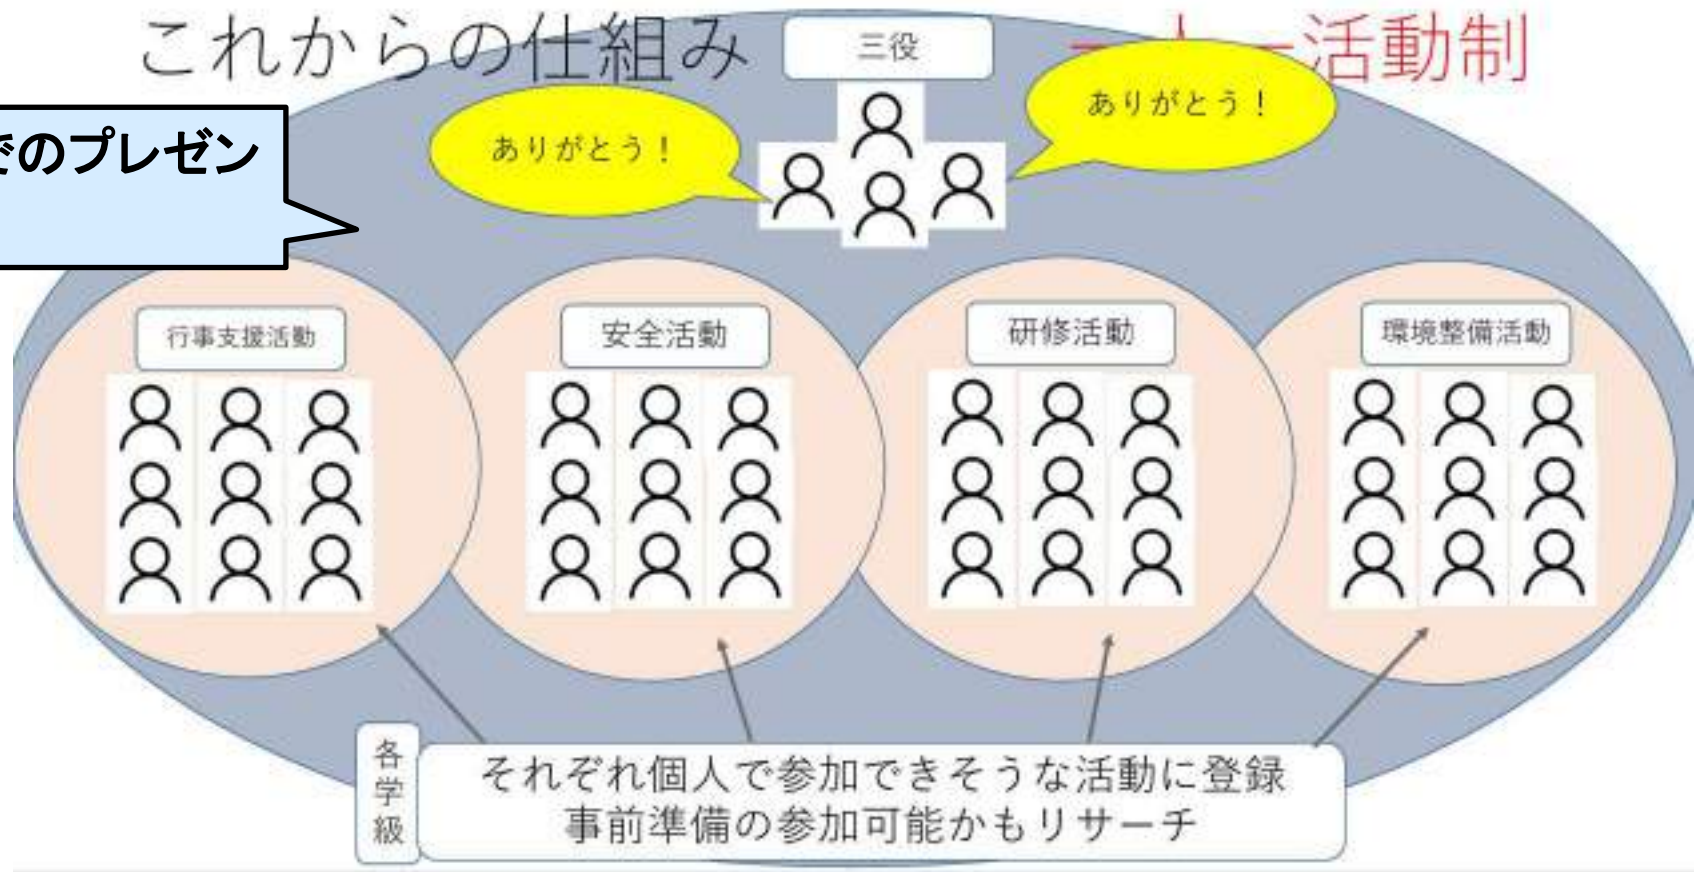 これからの仕組み
三役
活動制
ありがとう！
ありがとう！
でのプレゼン
行事支援活動
安全活動
研修活動
環境整備活動
各学級
それぞれ個人で参加できそうな活動に登録
事前準備の参加可能かもリサーチ